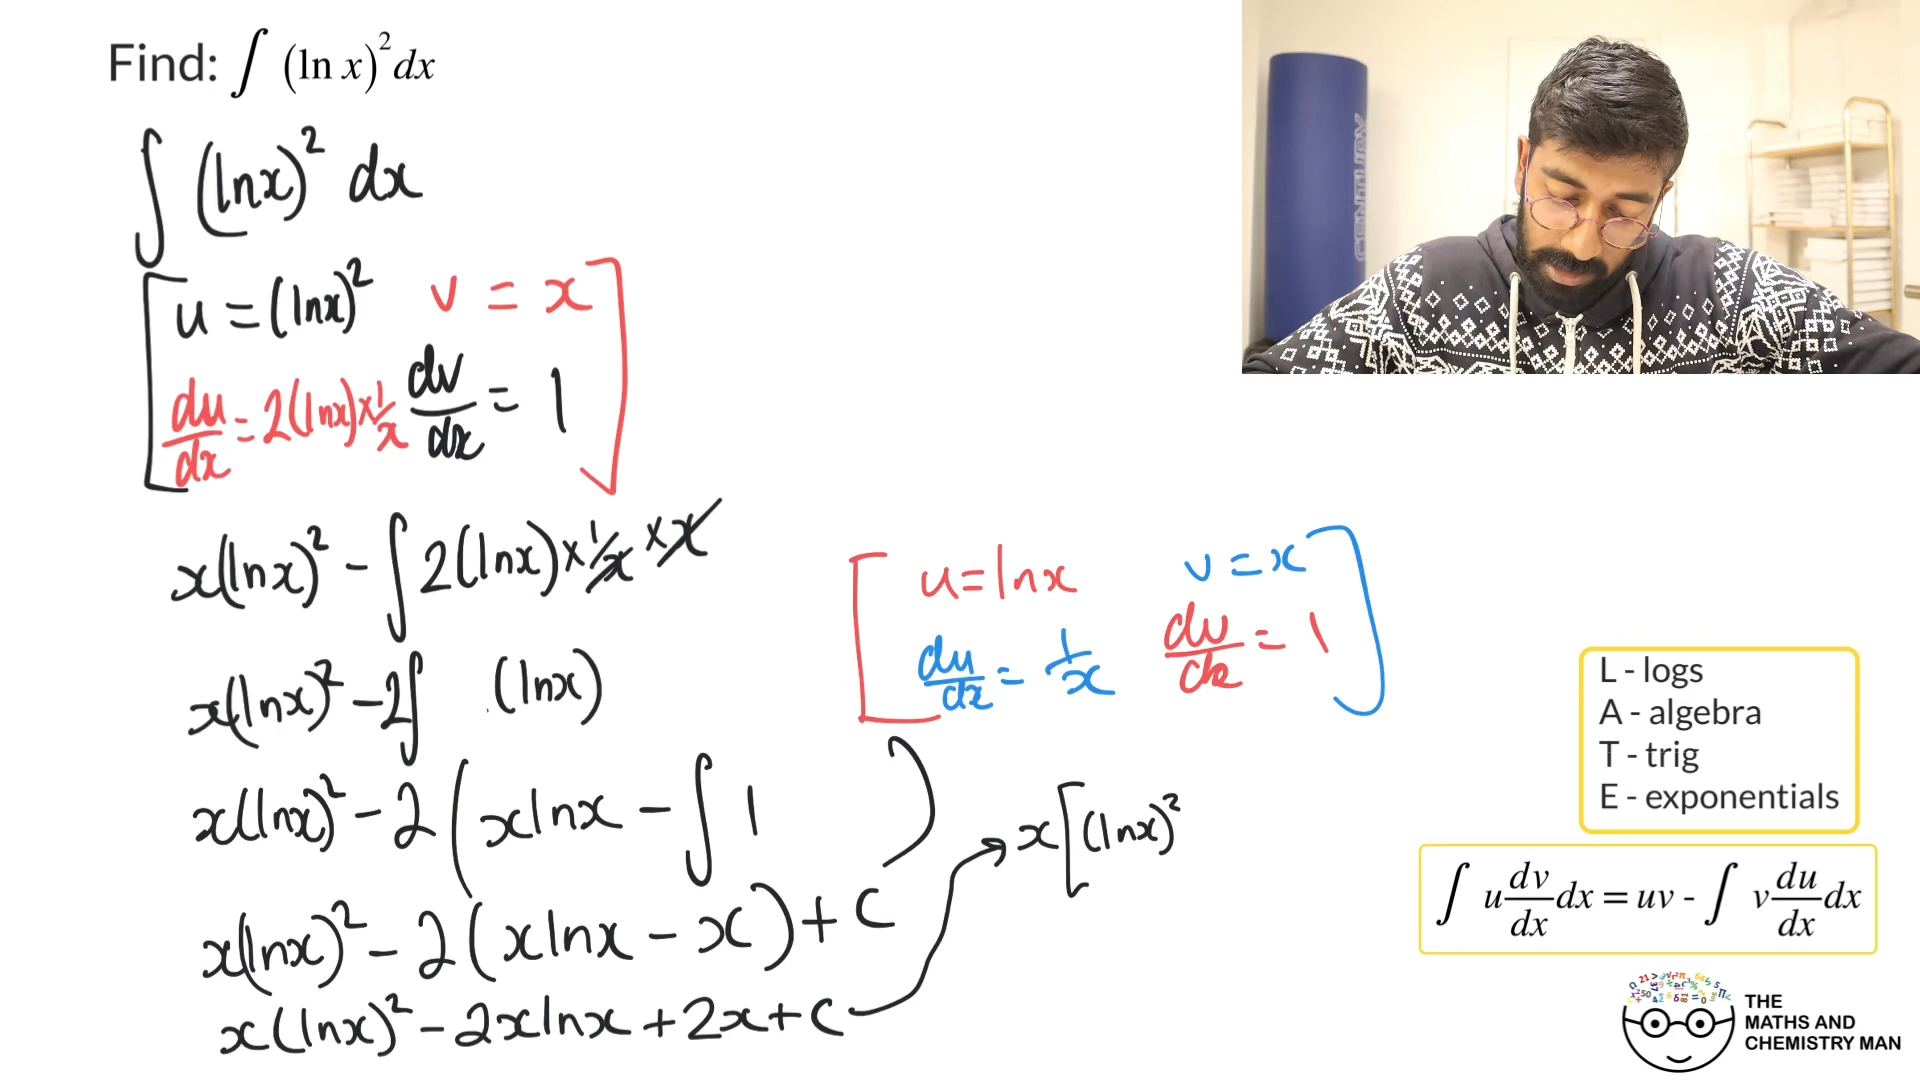 Find: ∫ (ln x)² dx
∫ (lnx)² dx
u = (lnx)² v = x
du/dx = 2(lnx) × 1/x dv/dx = 1
x(lnx)² - ∫ 2(lnx) × 1/x × x
x(lnx)² - 2∫ (lnx)
x(lnx)² - 2 ( xlnx - ∫ 1 )
x(lnx)² - 2 ( xlnx - x ) + c
x(lnx)² - 2xlnx + 2x + c
u = lnx v = x
du/dx = 1/x dv/dx = 1
x [ (lnx)²
CENTURY
L - logs
A - algebra
T - trig
E - exponentials
∫ u dv/dx dx = uv - ∫ v du/dx dx
THE
MATHS AND
CHEMISTRY MAN